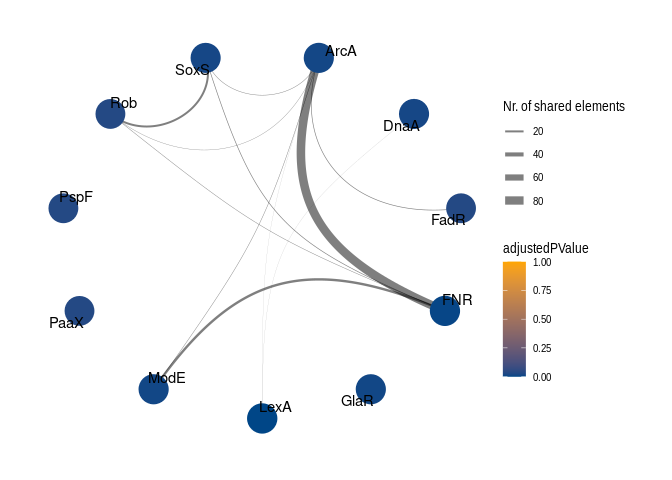 ArcA
SoxS
Rob
DnaA
PspF
FadR
FNR
PaaX
ModE
GlaR
LexA
Nr. of shared elements
20
40
60
80
adjustedPValue
1.00
0.75
0.50
0.25
0.00